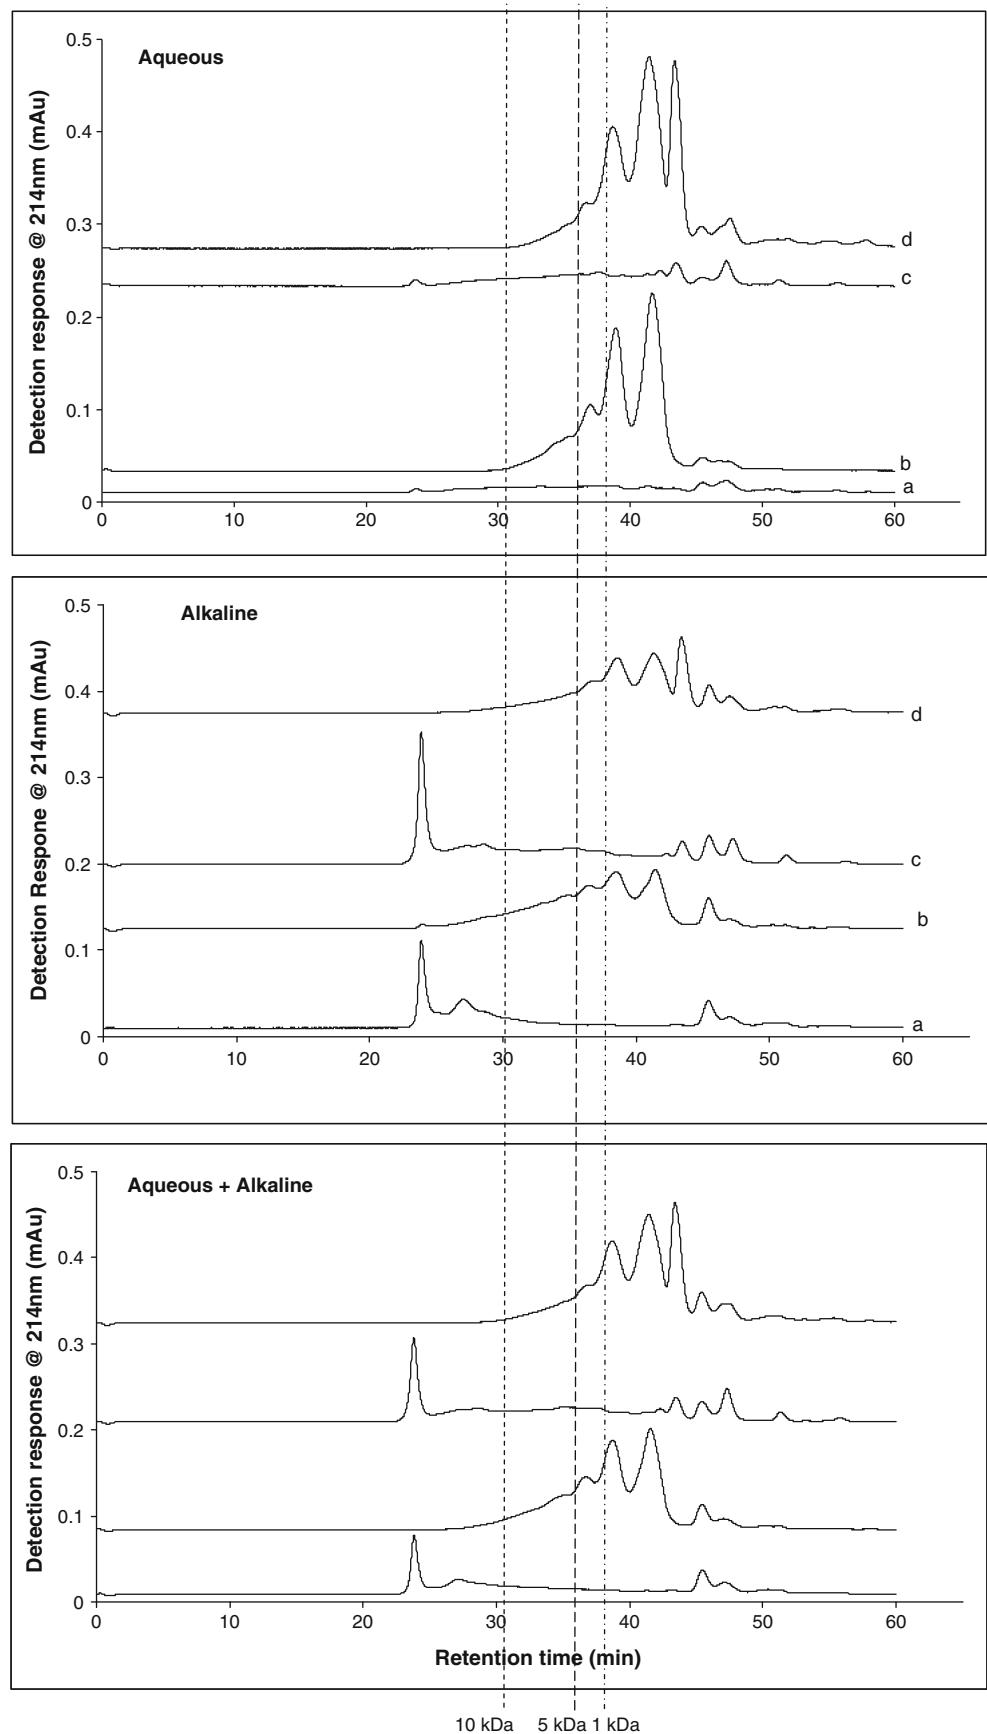 Aqueous
Detection response @ 214nm (mAu)
0.5
0.4
0.3
0.2
0.1
0
d
c
b
a
0 10 20 30 40 50 60
Alkaline
Detection Respone @ 214nm (mAu)
0.5
0.4
0.3
0.2
0.1
0
d
c
b
a
0 10 20 30 40 50 60
Aqueous + Alkaline
Detection response @ 214nm (mAu)
0.5
0.4
0.3
0.2
0.1
0
0 10 20 30 40 50 60
Retention time (min)
10 kDa 5 kDa 1 kDa